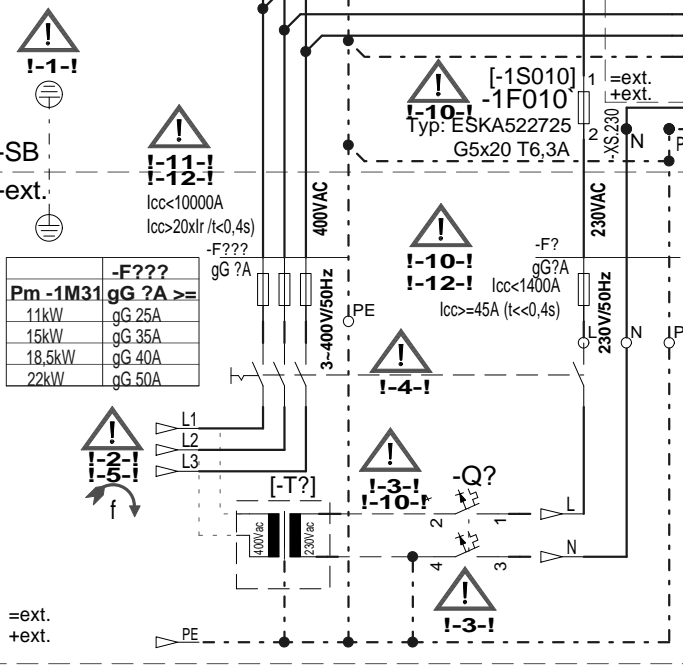 !-1-!
[-1S010]
-1F010
1
=ext.
+ext.
!-10-!
Typ: ESKA522725
G5x20 T6,3A
2
-XS.230
N
P
-SB
-ext.
!-11-!
!-12-!
Icc<10000A
Icc>20xIr /t<0,4s)
400VAC
230VAC
-F???
gG ?A
!-10-!
!-12-!
-F?
gG?A
Icc<1400A
Icc>=45A (t<<0,4s)
-F???
Pm -1M31 gG ?A >=
11kW gG 25A
15kW gG 35A
18,5kW gG 40A
22kW gG 50A
3~400V/50Hz
PE
230V/50Hz
L
N
P
!-4-!
L1
L2
L3
!-2-!
!-5-!
f
[-T?]
400Vac
230Vac
!-3-!
!-10-!
-Q?
2
1
L
4
3
N
!-3-!
=ext.
+ext.
PE